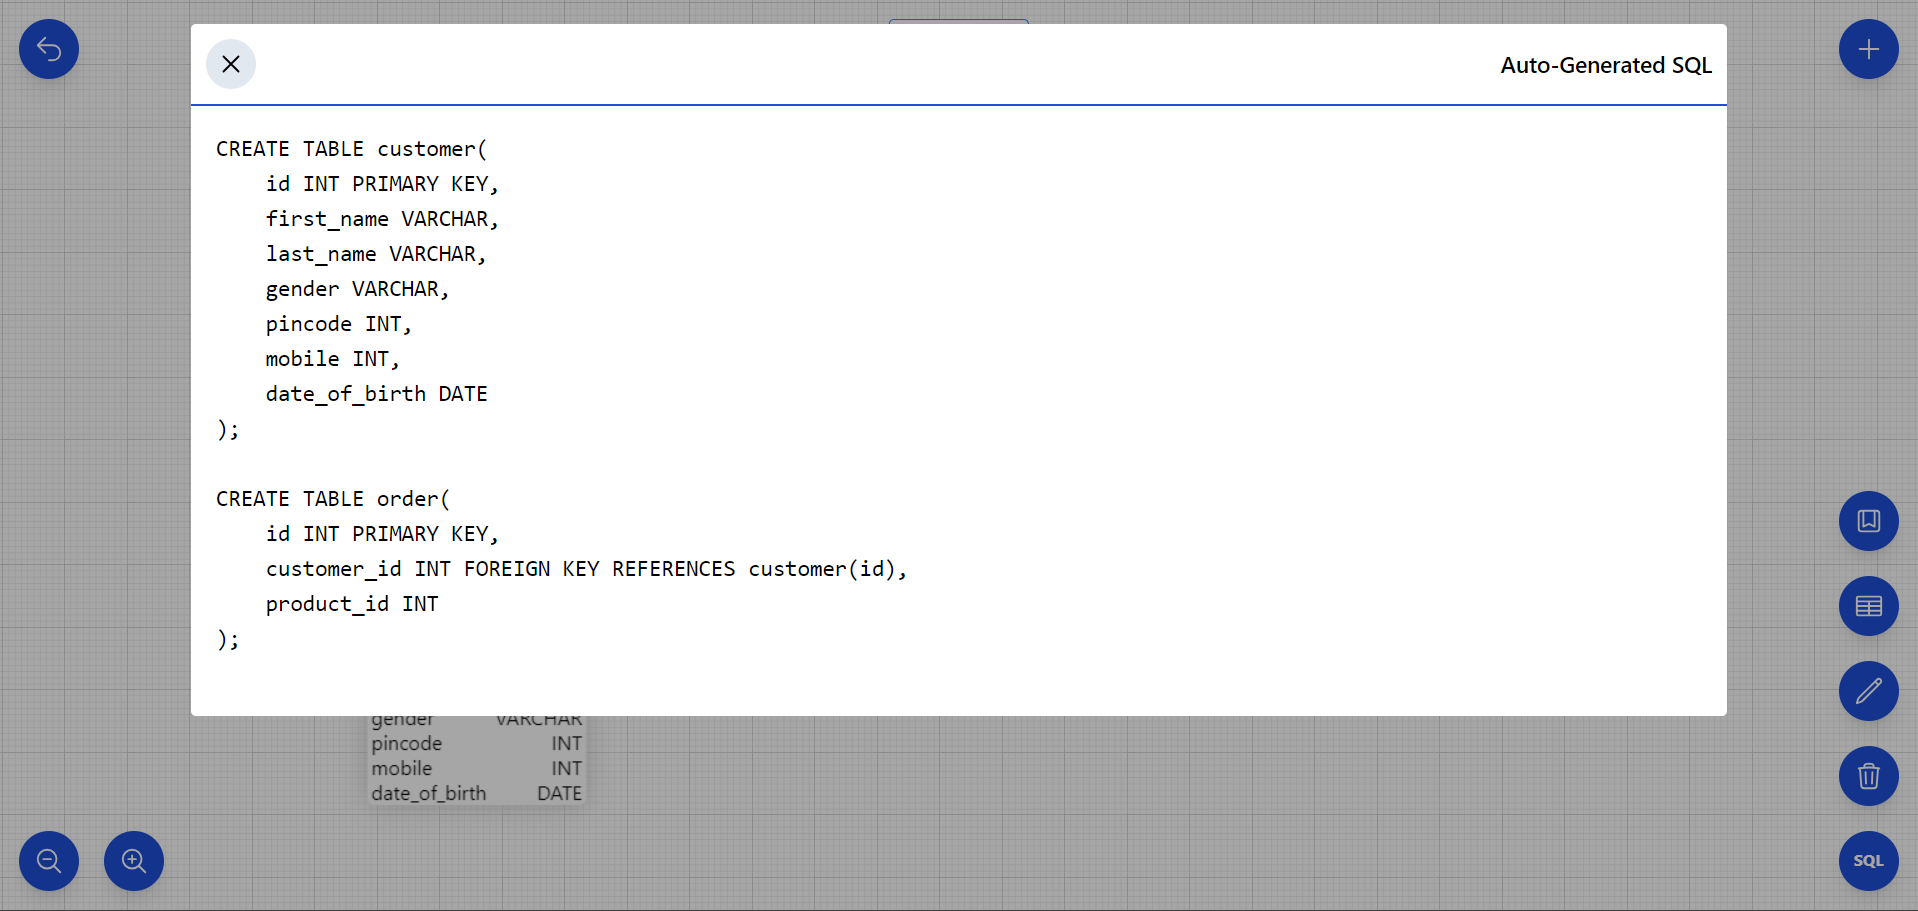 Auto-Generated SQL
CREATE TABLE customer(
    id INT PRIMARY KEY,
    first_name VARCHAR,
    last_name VARCHAR,
    gender VARCHAR,
    pincode INT,
    mobile INT,
    date_of_birth DATE
);

CREATE TABLE order(
    id INT PRIMARY KEY,
    customer_id INT FOREIGN KEY REFERENCES customer(id),
    product_id INT
);
gender VARCHAR
pincode INT
mobile INT
date_of_birth DATE
SQL